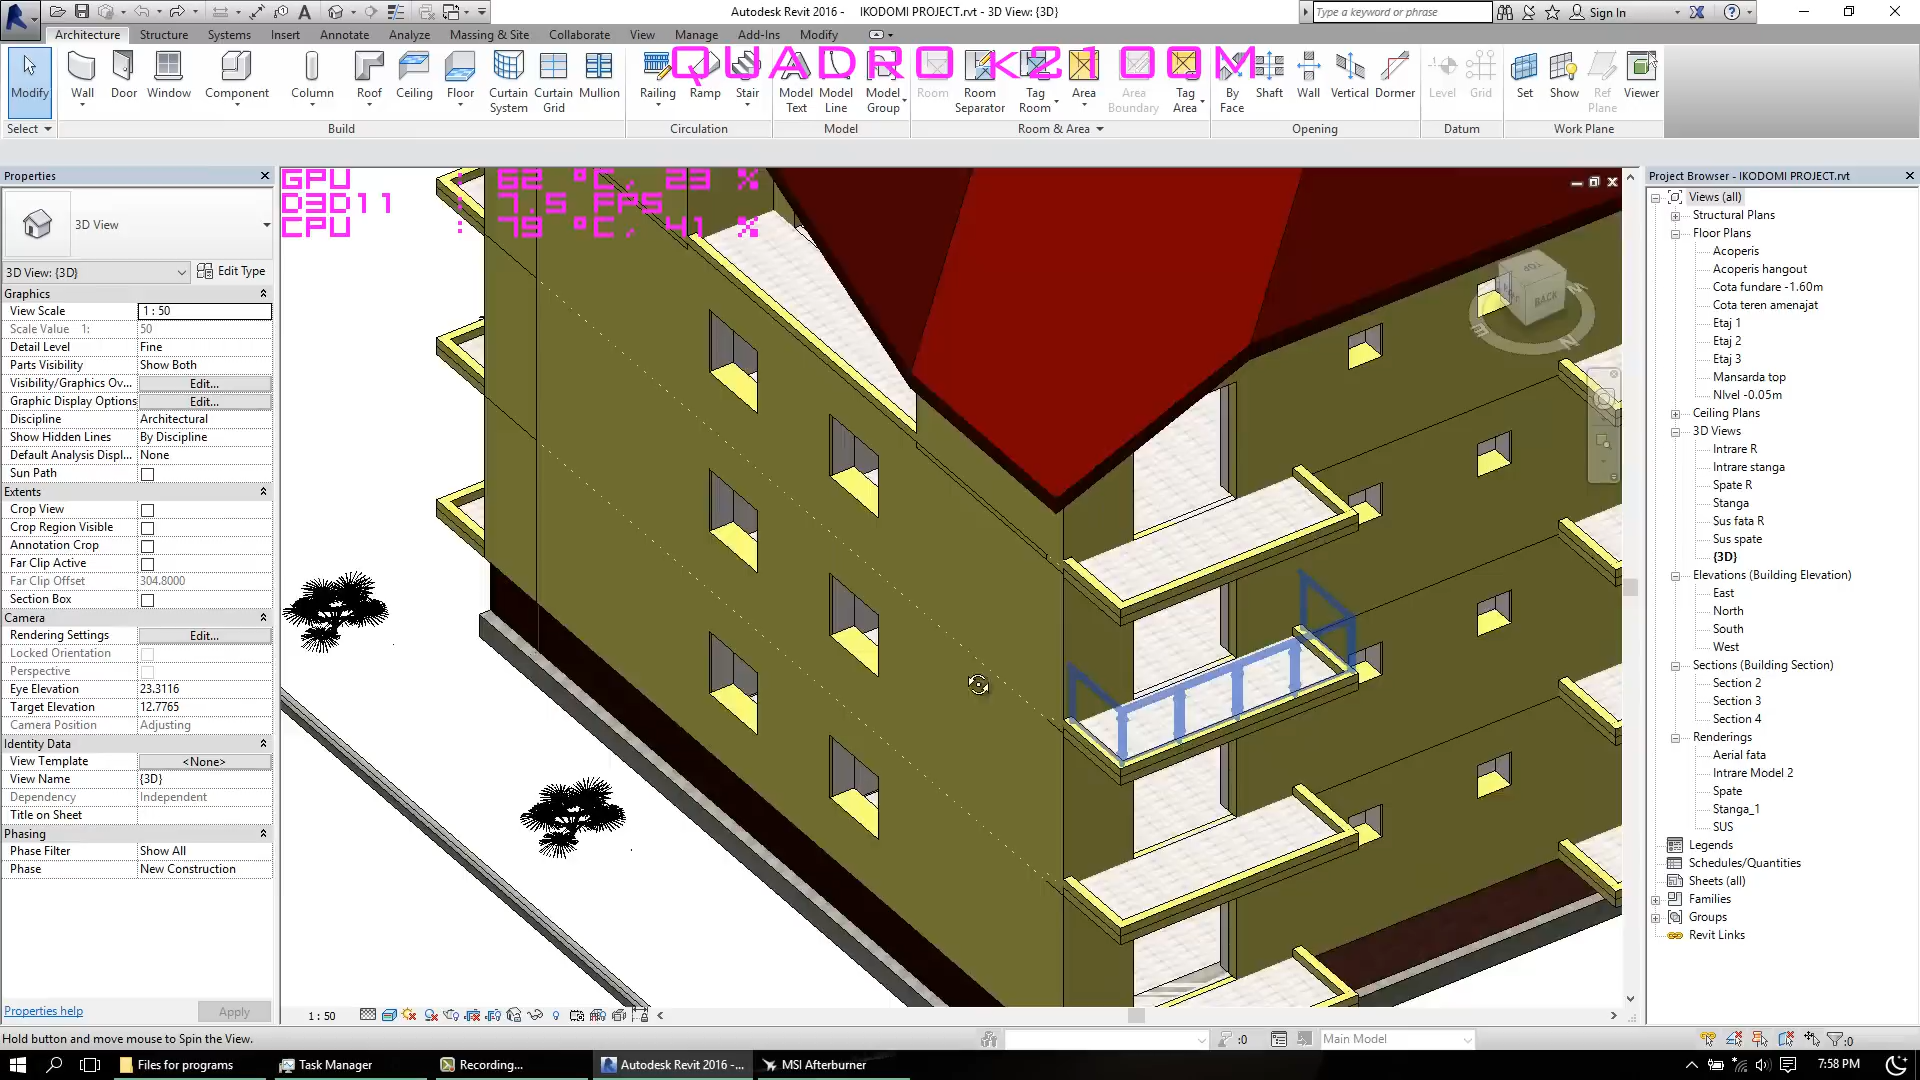 Autodesk Revit 2016 - IKODOMI PROJECT.rvt - 3D View: {3D}
Type a keyword or phrase
Sign In
Architecture Structure Systems Insert Annotate Analyze Massing & Site Collaborate View Manage Add-Ins Modify
QUADRO K2100M
Modify Wall Door Window Component Column Roof Ceiling Floor Curtain System Curtain Grid Mullion Railing Ramp Stair Model Text Model Line Model Group Room Room Separator Tag Room Area Area Boundary Tag Area By Face Shaft Wall Vertical Dormer Level Grid Set Show Ref Plane Viewer
Select Build Circulation Model Room & Area Opening Datum Work Plane
Properties
3D View
3D View: {3D} Edit Type
Graphics
View Scale 1 : 50
Scale Value 1: 50
Detail Level Fine
Parts Visibility Show Both
Visibility/Graphics Ov... Edit...
Graphic Display Options Edit...
Discipline Architectural
Show Hidden Lines By Discipline
Default Analysis Displ... None
Sun Path
Extents
Crop View
Crop Region Visible
Annotation Crop
Far Clip Active
Far Clip Offset 304.8000
Section Box
Camera
Rendering Settings Edit...
Locked Orientation
Perspective
Eye Elevation 23.3116
Target Elevation 12.7765
Camera Position Adjusting
Identity Data
View Template <None>
View Name {3D}
Dependency Independent
Title on Sheet
Phasing
Phase Filter Show All
Phase New Construction
Properties help Apply
GPU : 62 °C, 23 %
D3D11 : 7.5 FPS
CPU : 79 °C, 41 %
TOP
BACK
E
N
Project Browser - IKODOMI PROJECT.rvt
Views (all)
Structural Plans
Floor Plans
Acoperis
Acoperis hangout
Cota fundare -1.60m
Cota teren amenajat
Etaj 1
Etaj 2
Etaj 3
Mansarda top
NIvel -0.05m
Ceiling Plans
3D Views
Intrare R
Intrare stanga
Spate R
Stanga
Sus fata R
Sus spate
{3D}
Elevations (Building Elevation)
East
North
South
West
Sections (Building Section)
Section 2
Section 3
Section 4
Renderings
Aerial fata
Intrare Model 2
Spate
Stanga_1
SUS
Legends
Schedules/Quantities
Sheets (all)
Families
Groups
Revit Links
1 : 50
Hold button and move mouse to Spin the View.
:0
Main Model
:0
Files for programs Task Manager Recording... Autodesk Revit 2016 -... MSI Afterburner
7:58 PM